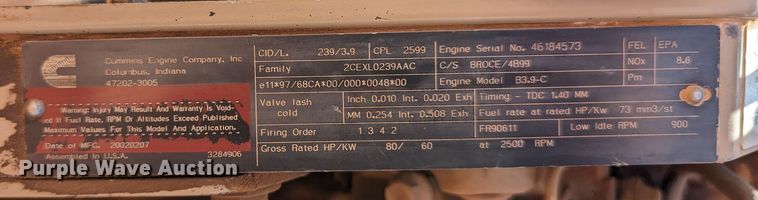 Cummins Engine Company, Inc
Columbus, Indiana
47202-3005
Warning: Injury May Result And Warranty Is Void-
ed If Fuel Rate, RPM Or Altitudes Exceed Published
Maximum Values For This Model And Application.
Date of MFG. 20020207
Assembled in U.S.A. 3284906
CID/L. 239/3.9 CPL 2599 Engine Serial No. 46184573 FEL EPA
Family 2CEXL0239AAC C/S BROCE/4899 NOx 8.6
e11*97/68CA*00/000*0048*00 Engine Model B3.9-C Pm
Valve lash Inch 0.010 Int. 0.020 Exh Timing - TDC 1.40 MM
cold MM 0.254 Int. 0.508 Exh Fuel rate at rated HP/Kw 73 mm3/st
Firing Order 1 3 4 2 FR90611 Low Idle RPM 900
Gross Rated HP/KW 80/ 60 at 2500 RPM
Purple Wave Auction